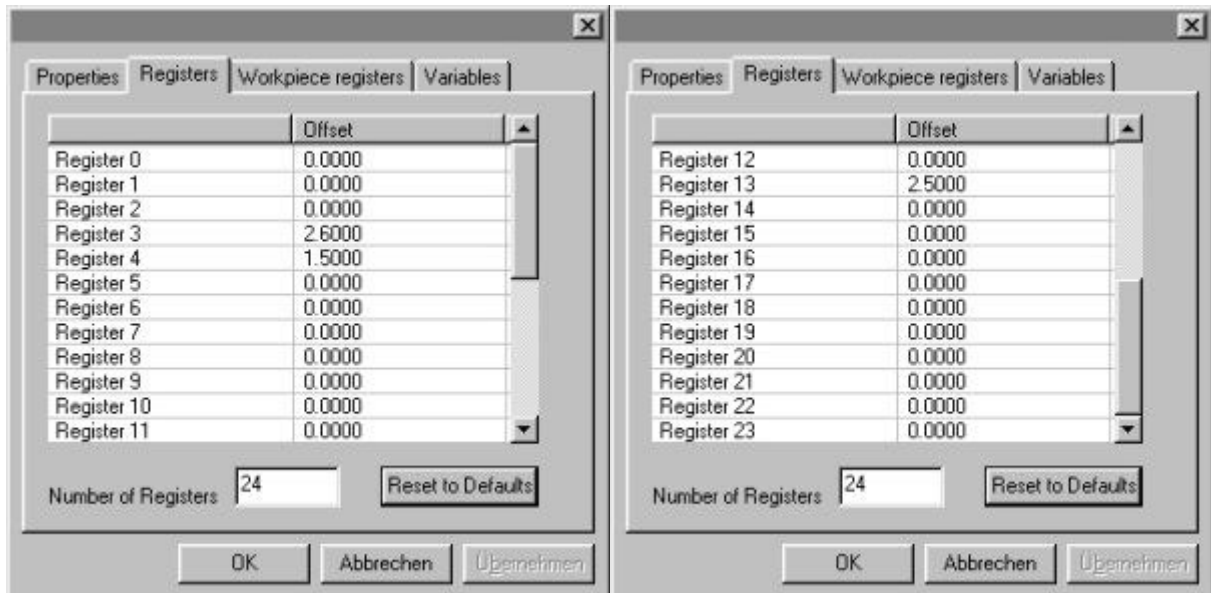 Properties Registers Workpiece registers Variables
Offset
Register 0 0.0000
Register 1 0.0000
Register 2 0.0000
Register 3 2.6000
Register 4 1.5000
Register 5 0.0000
Register 6 0.0000
Register 7 0.0000
Register 8 0.0000
Register 9 0.0000
Register 10 0.0000
Register 11 0.0000
Number of Registers 24 Reset to Defaults
OK Abbrechen Übernehmen
Properties Registers Workpiece registers Variables
Offset
Register 12 0.0000
Register 13 2.5000
Register 14 0.0000
Register 15 0.0000
Register 16 0.0000
Register 17 0.0000
Register 18 0.0000
Register 19 0.0000
Register 20 0.0000
Register 21 0.0000
Register 22 0.0000
Register 23 0.0000
Number of Registers 24 Reset to Defaults
OK Abbrechen Übernehmen